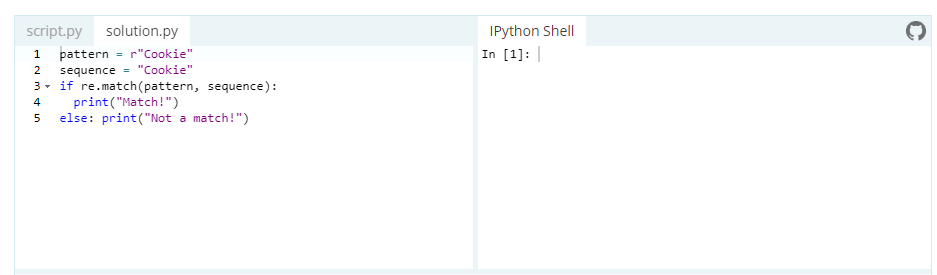 script.py solution.py
1 pattern = r"Cookie"
2 sequence = "Cookie"
3 if re.match(pattern, sequence):
4   print("Match!")
5 else: print("Not a match!")
IPython Shell
In [1]: